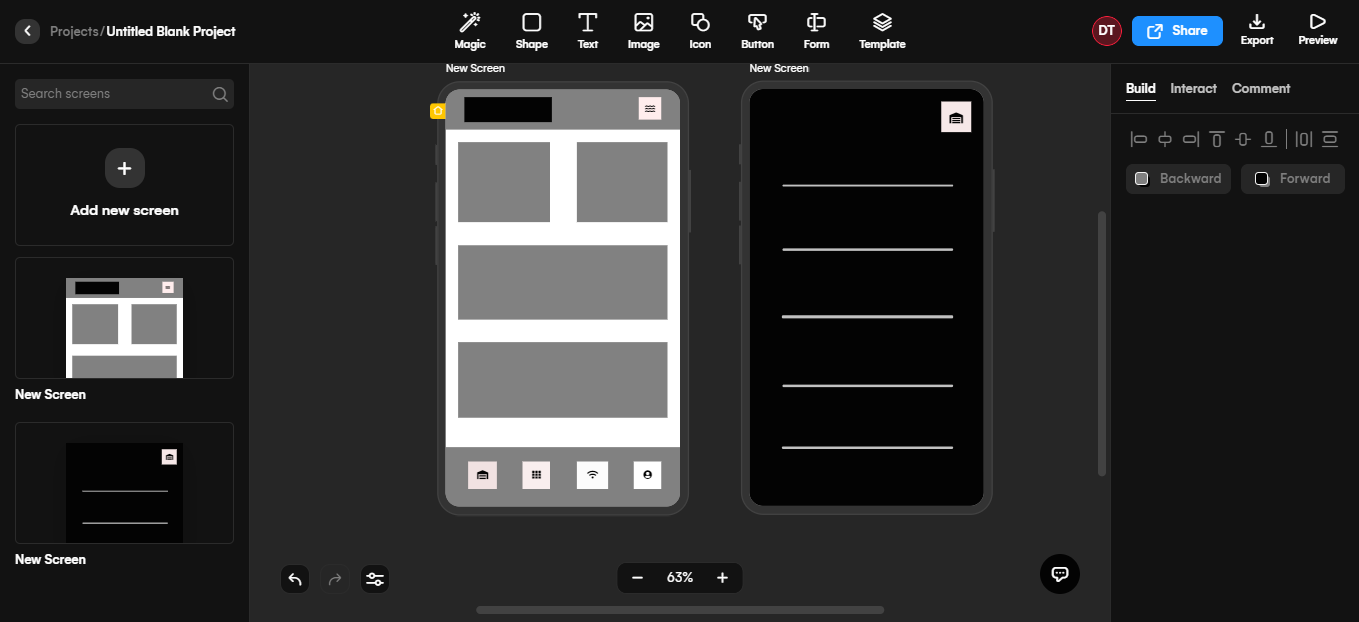 Projects/Untitled Blank Project
Magic
Shape
Text
Image
Icon
Button
Form
Template
DT
Share
Export
Preview
Search screens
Add new screen
New Screen
New Screen
New Screen
New Screen
63%
Build
Interact
Comment
Backward
Forward